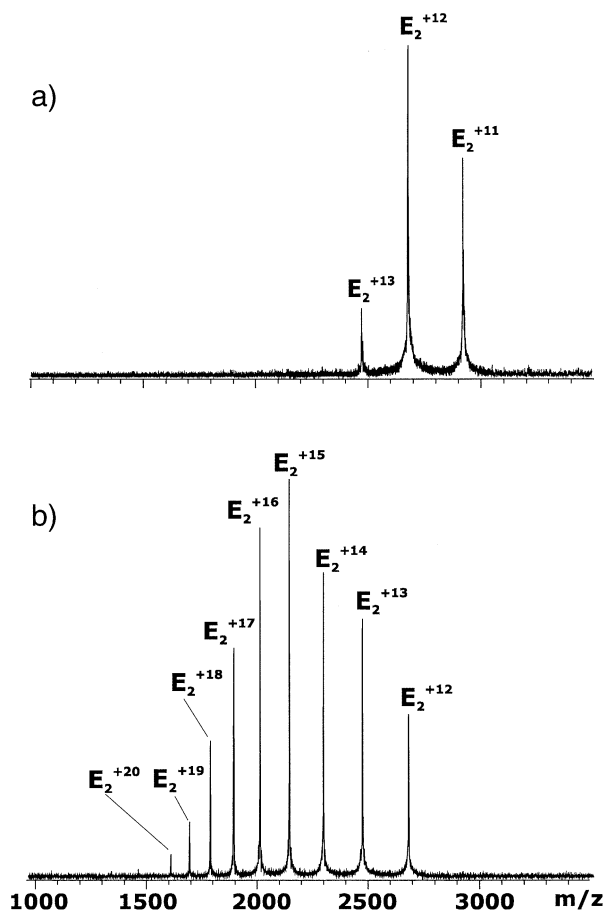 E₂⁺¹²
a)
E₂⁺¹¹
E₂⁺¹³
E₂⁺¹⁵
b)
E₂⁺¹⁶
E₂⁺¹⁴
E₂⁺¹³
E₂⁺¹⁷
E₂⁺¹⁸
E₂⁺¹²
E₂⁺²⁰ E₂⁺¹⁹
1000 1500 2000 2500 3000 m/z